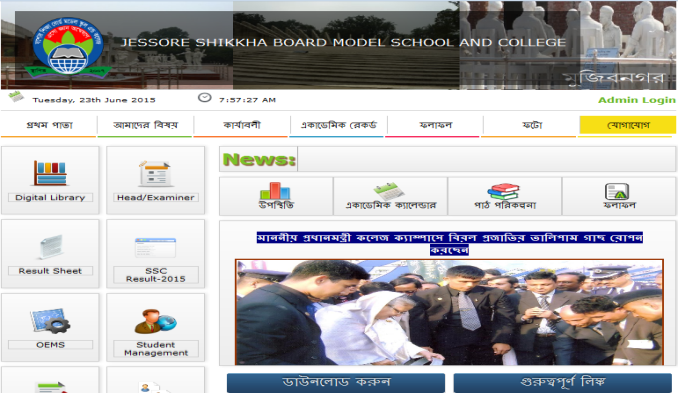 JESSORE SHIKKHA BOARD MODEL SCHOOL AND COLLEGE
মুজিবনগর
Tuesday, 23th June 2015
7:57:27 AM
Admin Login
প্রথম পাতা
আমাদের বিষয়
কার্যাবলী
একাডেমিক রেকর্ড
ফলাফল
ফটো
যোগাযোগ
Digital Library
Head/Examiner
News:
উপস্থিতি
একাডেমিক ক্যালেন্ডার
পাঠ পরিকল্পনা
ফলাফল
Result Sheet
SSC
Result-2015
মাননীয় প্রধানমন্ত্রী কলেজ ক্যাম্পাসে বিরল প্রজাতির তালিপাম গাছ রোপন
করছেন
OEMS
Student
Management
ডাউনলোড করুন
গুরুত্বপূর্ণ লিঙ্ক